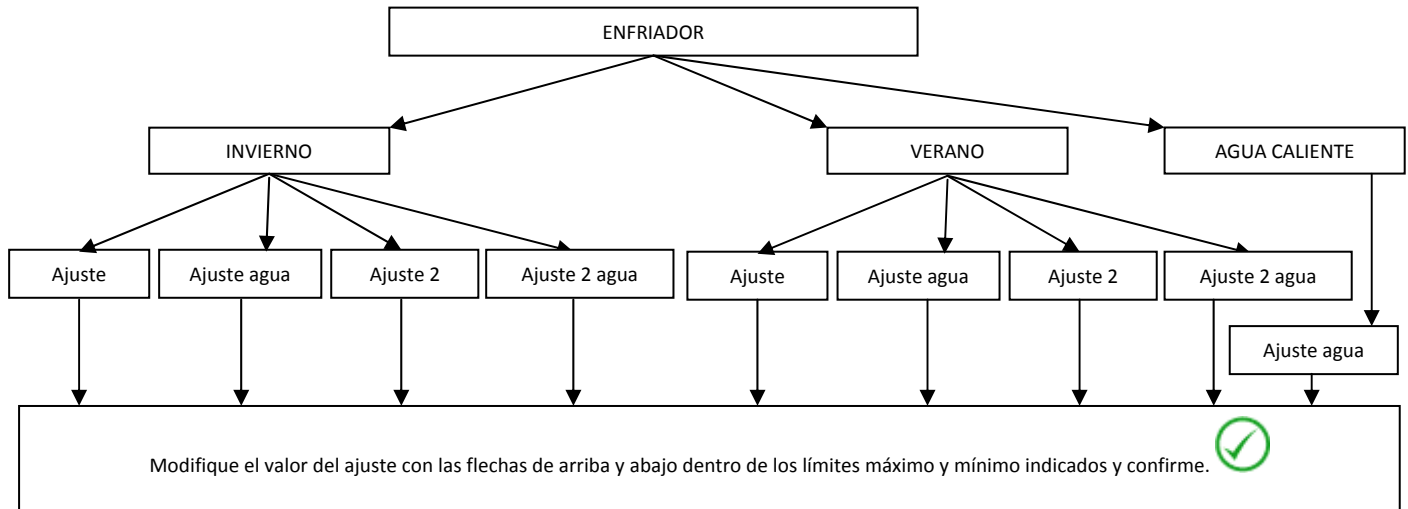 ENFRIADOR
INVIERNO
VERANO
AGUA CALIENTE
Ajuste
Ajuste agua
Ajuste 2
Ajuste 2 agua
Ajuste
Ajuste agua
Ajuste 2
Ajuste 2 agua
Ajuste agua
Modifique el valor del ajuste con las flechas de arriba y abajo dentro de los límites máximo y mínimo indicados y confirme.